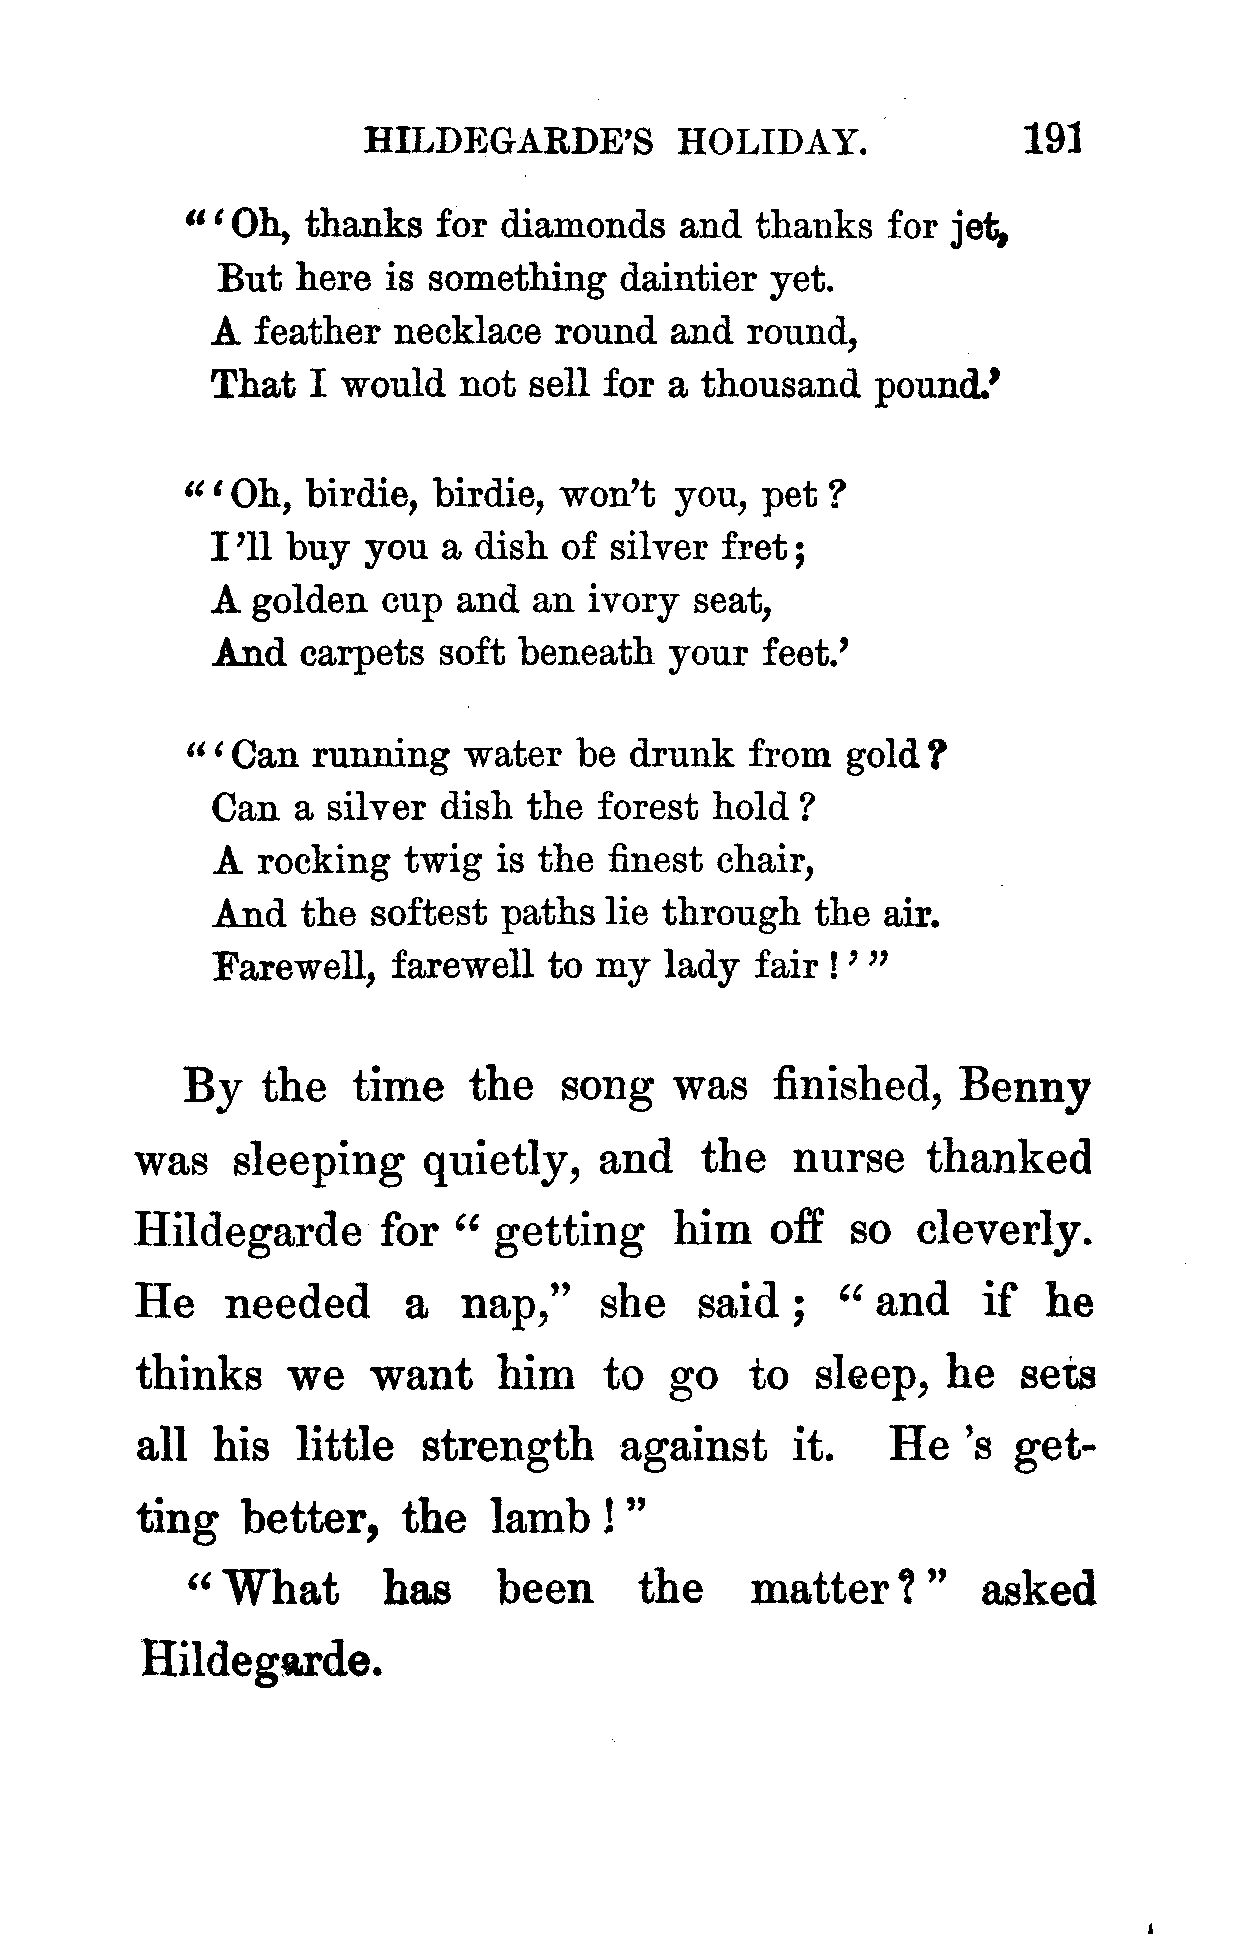 HILDEGARDE'S HOLIDAY. 191
"'Oh, thanks for diamonds and thanks for jet,
But here is something daintier yet.
A feather necklace round and round,
That I would not sell for a thousand pound.'
"'Oh, birdie, birdie, won't you, pet?
I'll buy you a dish of silver fret;
A golden cup and an ivory seat,
And carpets soft beneath your feet.'
"'Can running water be drunk from gold?
Can a silver dish the forest hold?
A rocking twig is the finest chair,
And the softest paths lie through the air.
Farewell, farewell to my lady fair!'"
By the time the song was finished, Benny
was sleeping quietly, and the nurse thanked
Hildegarde for "getting him off so cleverly.
He needed a nap," she said; "and if he
thinks we want him to go to sleep, he sets
all his little strength against it. He's get-
ting better, the lamb!"
"What has been the matter?" asked
Hildegarde.